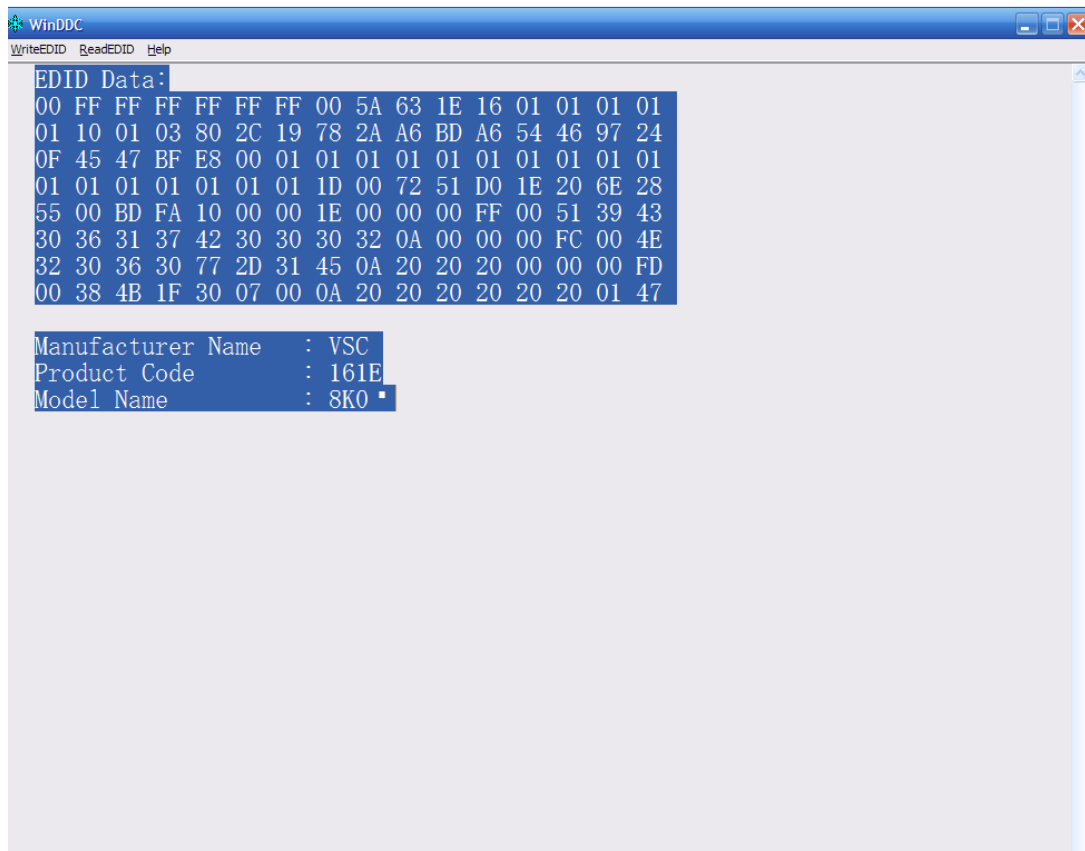 WinDDC
WriteEDID ReadEDID Help
EDID Data:
00 FF FF FF FF FF FF 00 5A 63 1E 16 01 01 01 01
01 10 01 03 80 2C 19 78 2A A6 BD A6 54 46 97 24
0F 45 47 BF E8 00 01 01 01 01 01 01 01 01 01 01
01 01 01 01 01 01 01 1D 00 72 51 D0 1E 20 6E 28
55 00 BD FA 10 00 00 1E 00 00 00 FF 00 51 39 43
30 36 31 37 42 30 30 30 32 0A 00 00 00 FC 00 4E
32 30 36 30 77 2D 31 45 0A 20 20 20 00 00 00 FD
00 38 4B 1F 30 07 00 0A 20 20 20 20 20 20 01 47
Manufacturer Name : VSC
Product Code : 161E
Model Name : 8K0